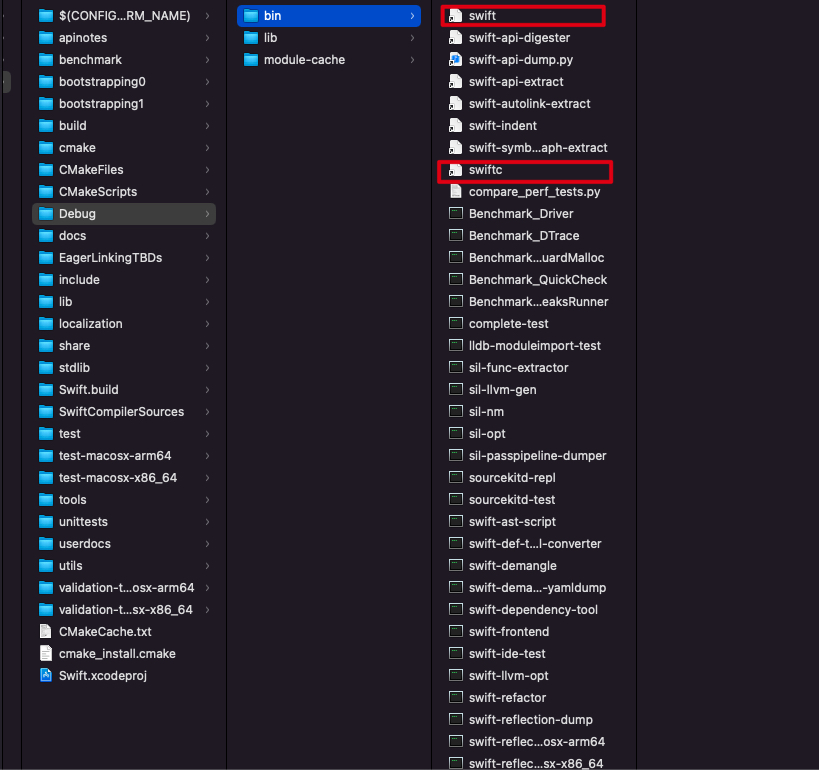 $(CONFIG...RM_NAME)
apinotes
benchmark
bootstrapping0
bootstrapping1
build
cmake
CMakeFiles
CMakeScripts
Debug
docs
EagerLinkingTBDs
include
lib
localization
share
stdlib
Swift.build
SwiftCompilerSources
test
test-macosx-arm64
test-macosx-x86_64
tools
unittests
userdocs
utils
validation-t...osx-arm64
validation-t...sx-x86_64
CMakeCache.txt
cmake_install.cmake
Swift.xcodeproj
bin
lib
module-cache
swift
swift-api-digester
swift-api-dump.py
swift-api-extract
swift-autolink-extract
swift-indent
swift-symb...aph-extract
swiftc
compare_perf_tests.py
Benchmark_Driver
Benchmark_DTrace
Benchmark...uardMalloc
Benchmark_QuickCheck
Benchmark...eaksRunner
complete-test
lldb-moduleimport-test
sil-func-extractor
sil-llvm-gen
sil-nm
sil-opt
sil-passpipeline-dumper
sourcekitd-repl
sourcekitd-test
swift-ast-script
swift-def-t...l-converter
swift-demangle
swift-dema...-yamldump
swift-dependency-tool
swift-frontend
swift-ide-test
swift-llvm-opt
swift-refactor
swift-reflection-dump
swift-reflec...osx-arm64
swift-reflec...sx-x86_64